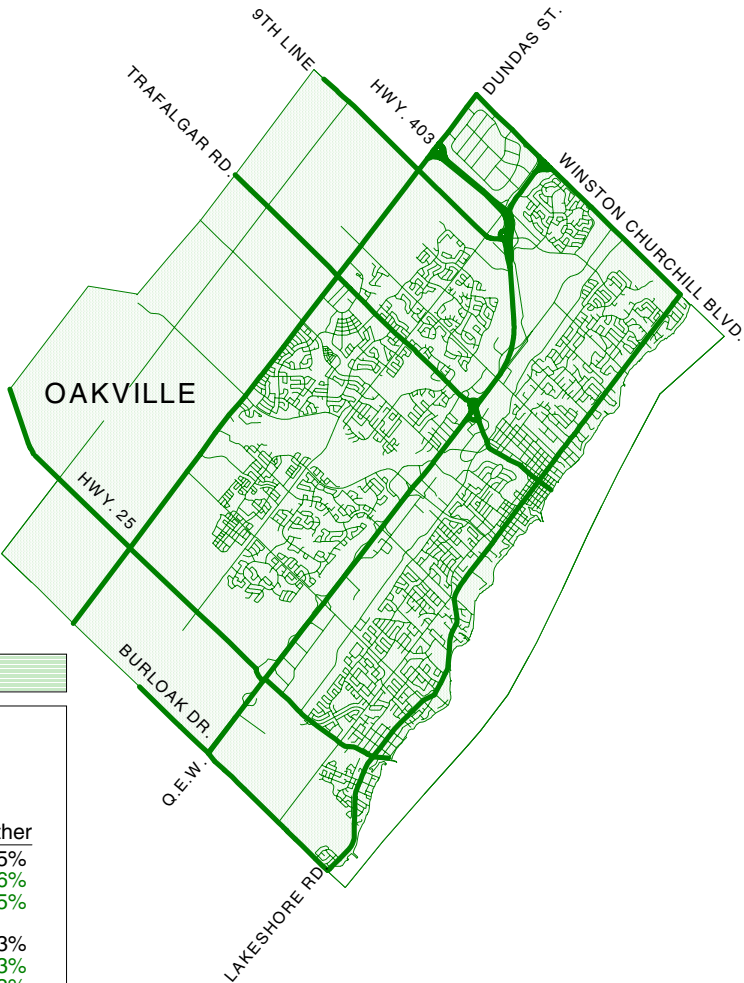 9TH LINE
DUNDAS ST.
HWY. 403
TRAFALGAR RD.
WINSTON CHURCHILL BLVD.
OAKVILLE
HWY. 25
BURLOAK DR.
Q.E.W.
LAKESHORE RD
ther
5%
6%
5%
3%
3%